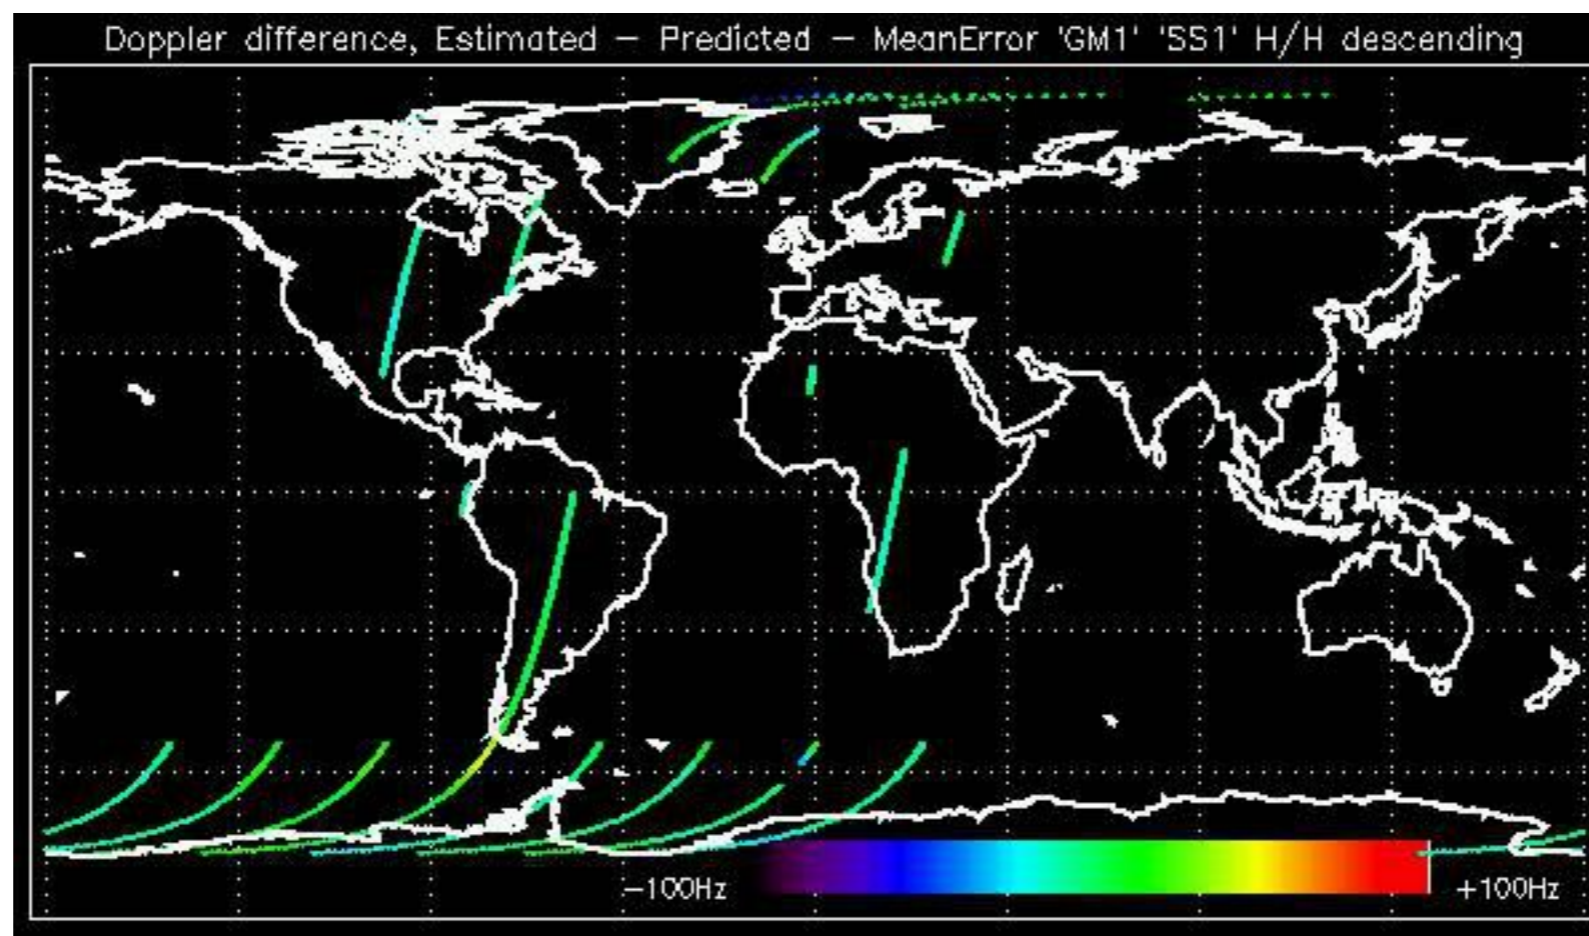 Doppler difference, Estimated – Predicted – MeanError 'GM1' 'SS1' H/H descending
–100Hz
+100Hz